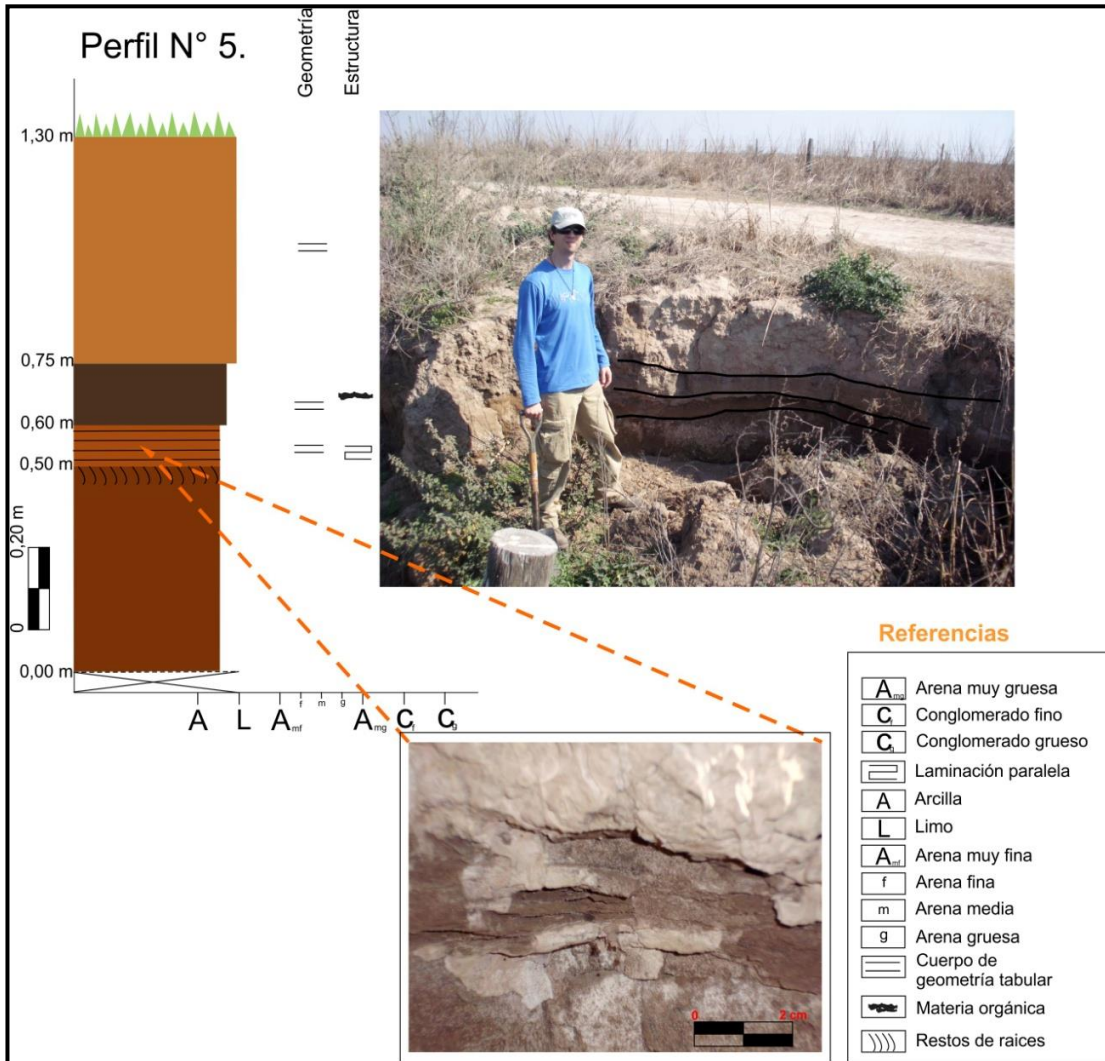 Perfil N° 5.
Geometría
Estructura
1,30 m
0,75 m
0,60 m
0,50 m
0,20 m
0
0,00 m
A L Amf f m g Amg Cf Cg
0 2 cm
Referencias
Amg Arena muy gruesa
Cf Conglomerado fino
Cg Conglomerado grueso
Laminación paralela
A Arcilla
L Limo
Amf Arena muy fina
f Arena fina
m Arena media
g Arena gruesa
Cuerpo de
geometría tabular
Materia orgánica
Restos de raices